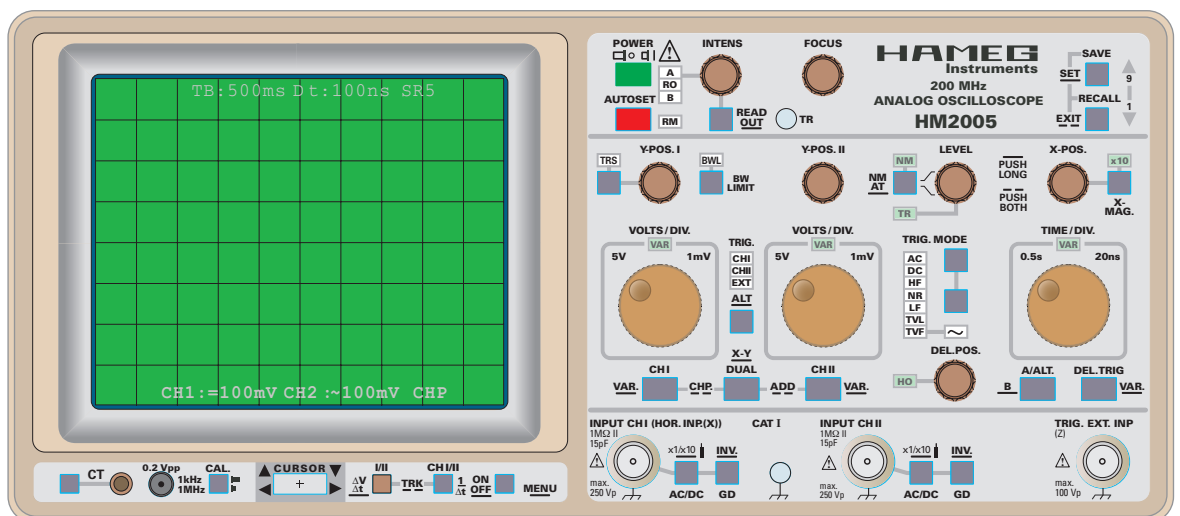 TB:500ms Dt:100ns SR5
CH1:=100mV CH2 :~100mV CHP
CT
0.2 Vpp
1kHz
1MHz
CAL.
CURSOR
ΔV
Δt
I/II
TRK
CH I/II
1
Δt
ON
OFF
MENU
POWER
INTENS
FOCUS
A
RO
B
AUTOSET
RM
READ
OUT
TR
HAMEG
Instruments
200 MHz
ANALOG OSCILLOSCOPE
HM2005
SAVE
SET
9
RECALL
1
EXIT
TRS
Y-POS. I
BWL
BW
LIMIT
Y-POS. II
NM
NM
AT
LEVEL
TR
PUSH
LONG
PUSH
BOTH
X-POS.
x10
X-
MAG.
VOLTS / DIV.
VAR
5V 1mV
TRIG.
CHI
CHII
EXT
ALT
VOLTS / DIV.
VAR
5V 1mV
TRIG. MODE
AC
DC
HF
NR
LF
TVL
TVF
~
TIME / DIV.
VAR
0.5s 20ns
X-Y
VAR.
CH I
CHP.
DUAL
ADD
CH II
VAR.
DEL.POS.
HO
A/ALT.
B
DEL.TRIG
VAR.
INPUT CH I (HOR. INP.(X))
1MΩ II
15pF
max.
250 Vp
x1/x10
AC/DC
INV.
GD
CAT I
INPUT CH II
1MΩ II
15pF
max.
250 Vp
x1/x10
AC/DC
INV.
GD
TRIG. EXT. INP
(Z)
max.
100 Vp